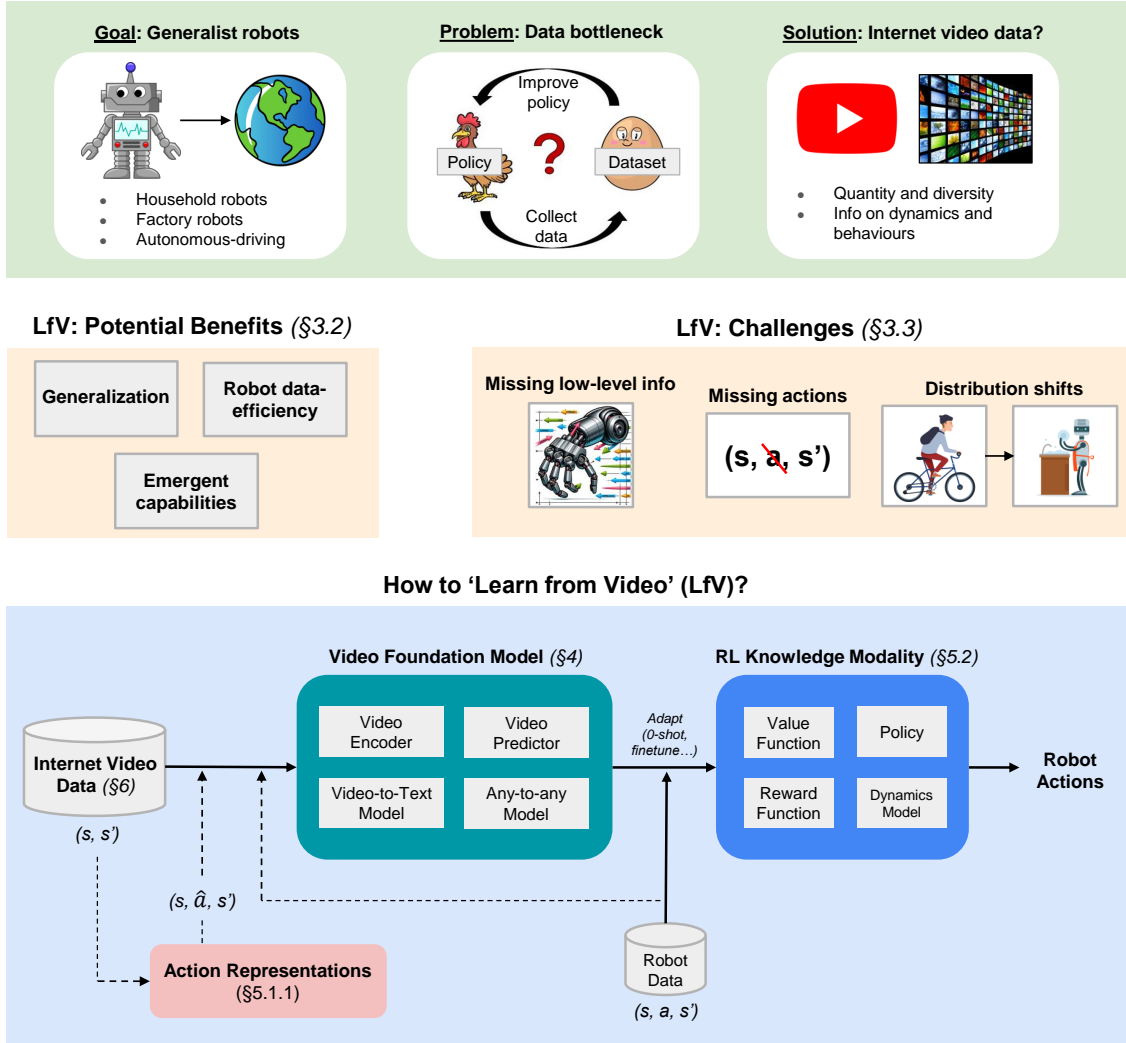 Goal: Generalist robots
Household robots
Factory robots
Autonomous-driving
Problem: Data bottleneck
Improve
policy
Policy
?
Dataset
Collect
data
Solution: Internet video data?
Quantity and diversity
Info on dynamics and
behaviours
LfV: Potential Benefits (§3.2)
Generalization
Robot data-
efficiency
Emergent
capabilities
LfV: Challenges (§3.3)
Missing low-level info
Missing actions
(s, a, s’)
Distribution shifts
How to ‘Learn from Video’ (LfV)?
Internet Video
Data (§6)
(s, s’)
(s, â, s’)
Action Representations
(§5.1.1)
Video Foundation Model (§4)
Video
Encoder
Video
Predictor
Video-to-Text
Model
Any-to-any
Model
Adapt
(0-shot,
finetune…)
Robot
Data
(s, a, s’)
RL Knowledge Modality (§5.2)
Value
Function
Policy
Reward
Function
Dynamics
Model
Robot
Actions